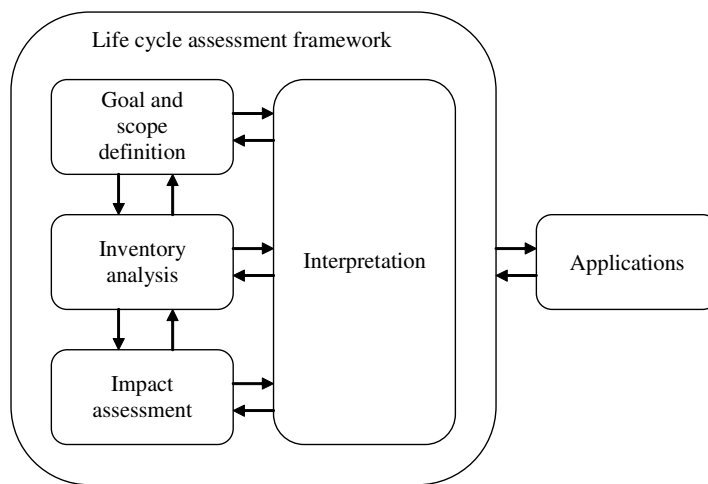 Life cycle assessment framework
Goal and
scope
definition
Inventory
analysis
Impact
assessment
Interpretation
Applications